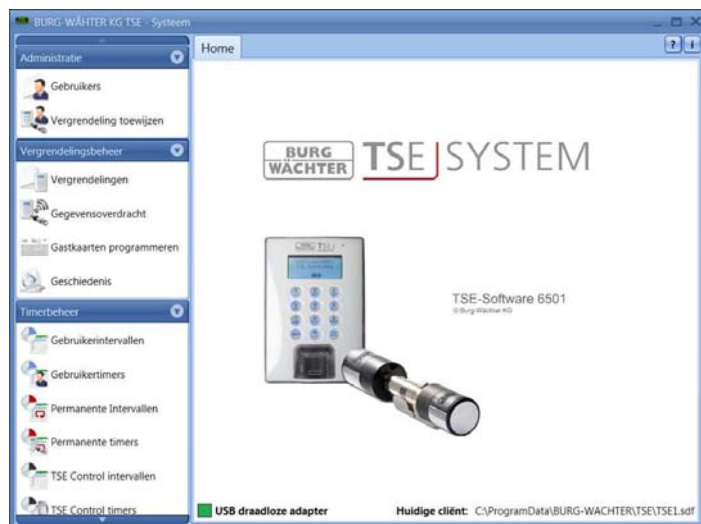 BURG-WÄHTER KG TSE - Systeem
Home
? i
Administratie
Gebruikers
Vergrendeling toewijzen
Vergrendelingsbeheer
Vergrendelingen
Gegevensoverdracht
Gastkaarten programmeren
Geschiedenis
Timerbeheer
Gebruikerintervallen
Gebruikertimers
Permanente Intervallen
Permanente timers
TSE Control intervallen
TSE Control timers
BURG
WÄCHTER
TSE SYSTEM
TSE-Software 6501
© Burg-Wächter KG
USB draadloze adapter
Huidige cliënt: C:\ProgramData\BURG-WACHTER\TSE\TSE1.sdf